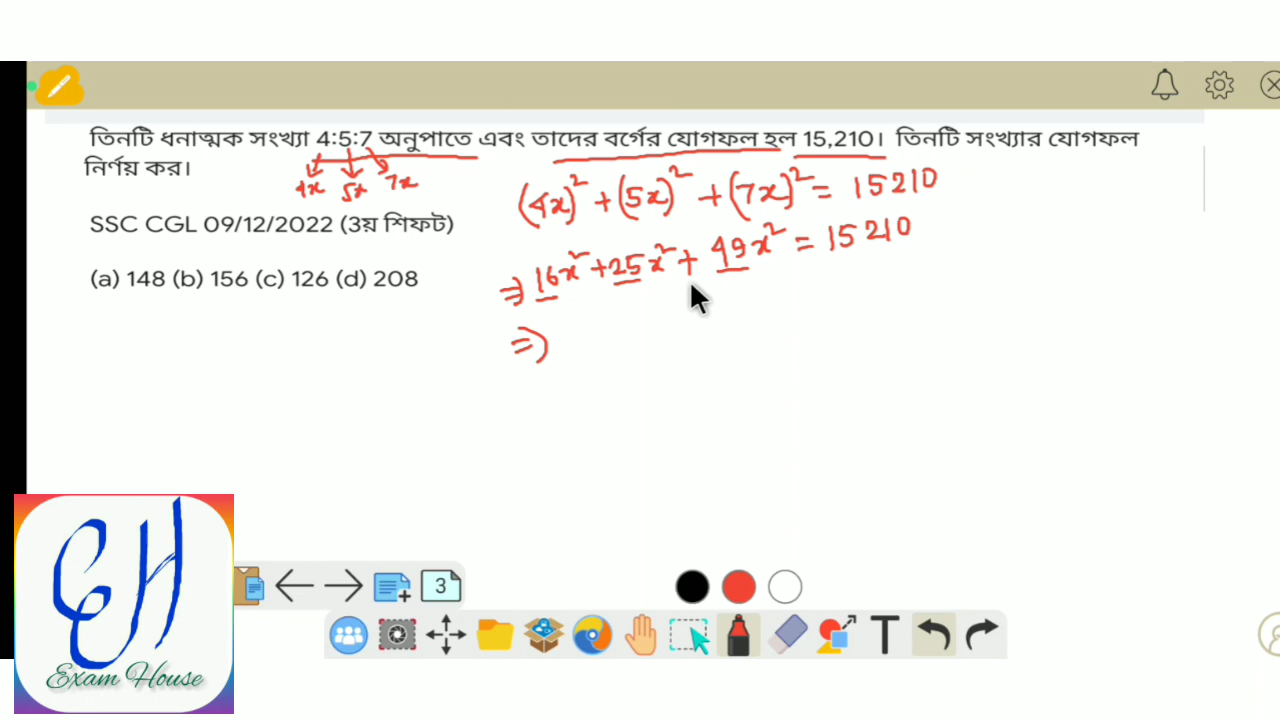 তিনটি ধনাত্মক সংখ্যা 4:5:7 অনুপাতে এবং তাদের বর্গের যোগফল হল 15,210। তিনটি সংখ্যার যোগফল
নির্ণয় কর।
4x 5x 7x
(4x)² + (5x)² + (7x)² = 15210
SSC CGL 09/12/2022 (3য় শিফট)
⇒ 16x² + 25x² + 49x² = 15210
(a) 148 (b) 156 (c) 126 (d) 208
⇒
3
T
EH
Exam House